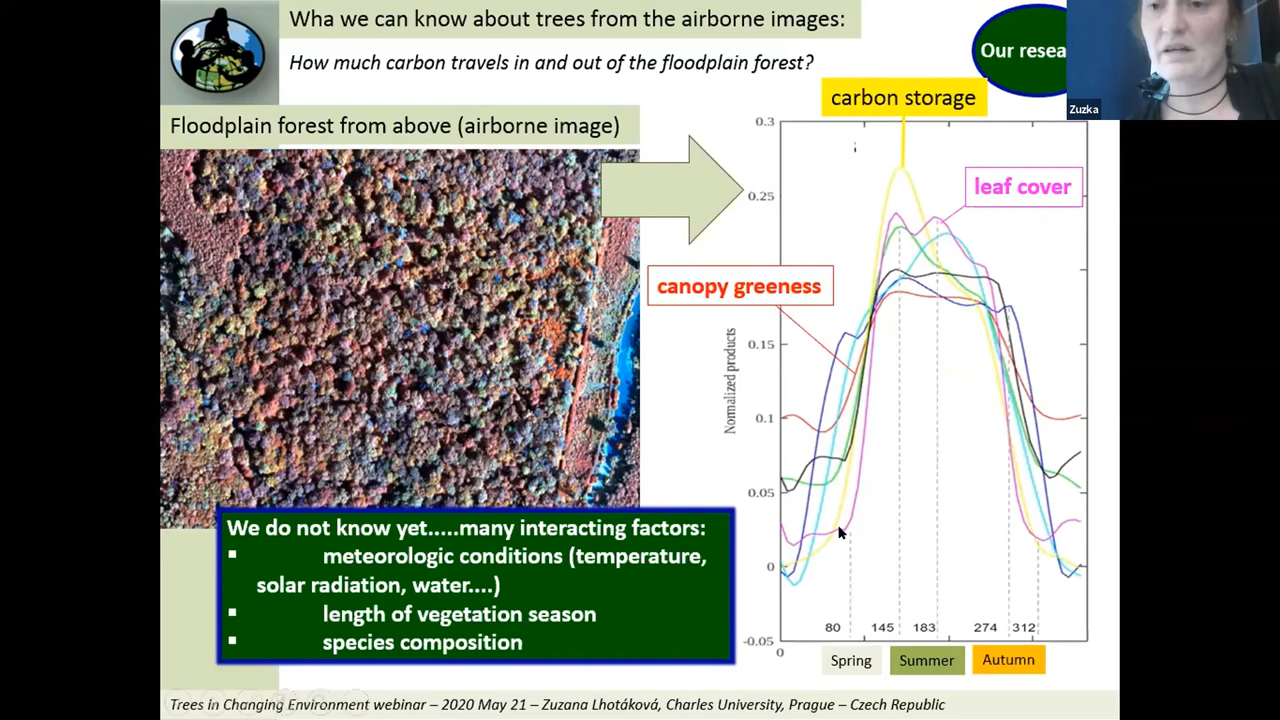 Wha we can know about trees from the airborne images:
How much carbon travels in and out of the floodplain forest?
Our resea
Zuzka
carbon storage
Floodplain forest from above (airborne image)
leaf cover
canopy greeness
0.3
0.25
0.15
0.1
0.05
0
-0.05
Normalized products
80
145
183
274
312
0
Spring
Summer
Autumn
We do not know yet.....many interacting factors:
▪ meteorologic conditions (temperature,
solar radiation, water....)
▪ length of vegetation season
▪ species composition
Trees in Changing Environment webinar – 2020 May 21 – Zuzana Lhotáková, Charles University, Prague – Czech Republic